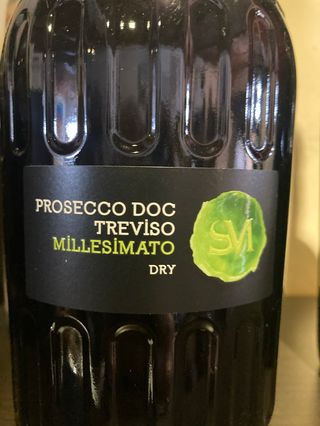 PROSECCO DOC
TREViSO
MiLLESiMATO
DRY
SM